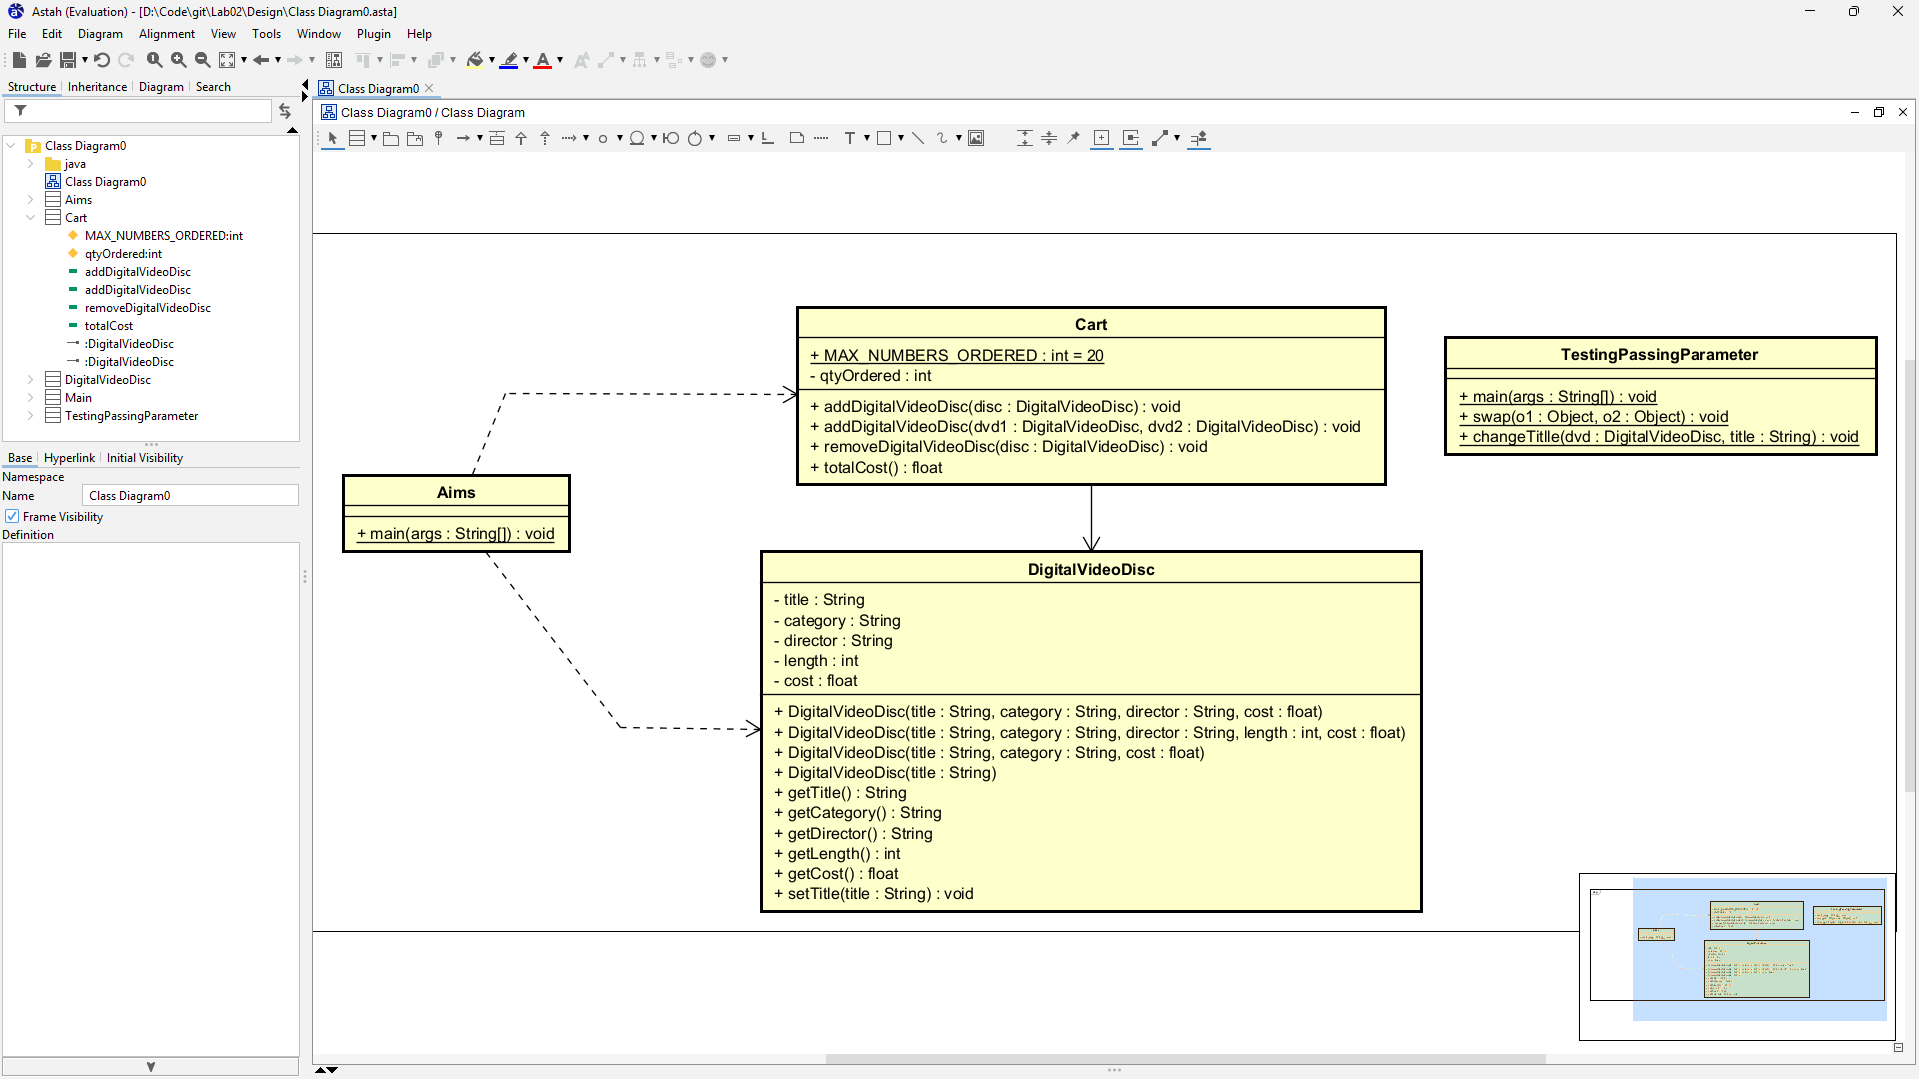 Astah (Evaluation) - [D:\Code\git\Lab02\Design\Class Diagram0.asta]
File Edit Diagram Alignment View Tools Window Plugin Help
Structure Inheritance Diagram Search
Class Diagram0
Class Diagram0 / Class Diagram
Class Diagram0
java
Class Diagram0
Aims
Cart
MAX_NUMBERS_ORDERED:int
qtyOrdered:int
addDigitalVideoDisc
addDigitalVideoDisc
removeDigitalVideoDisc
totalCost
:DigitalVideoDisc
:DigitalVideoDisc
DigitalVideoDisc
Main
TestingPassingParameter
Base Hyperlink Initial Visibility
Namespace
Name Class Diagram0
Frame Visibility
Definition
Cart
+ MAX_NUMBERS_ORDERED : int = 20
- qtyOrdered : int
+ addDigitalVideoDisc(disc : DigitalVideoDisc) : void
+ addDigitalVideoDisc(dvd1 : DigitalVideoDisc, dvd2 : DigitalVideoDisc) : void
+ removeDigitalVideoDisc(disc : DigitalVideoDisc) : void
+ totalCost() : float
TestingPassingParameter
+ main(args : String[]) : void
+ swap(o1 : Object, o2 : Object) : void
+ changeTitlle(dvd : DigitalVideoDisc, title : String) : void
Aims
+ main(args : String[]) : void
DigitalVideoDisc
- title : String
- category : String
- director : String
- length : int
- cost : float
+ DigitalVideoDisc(title : String, category : String, director : String, cost : float)
+ DigitalVideoDisc(title : String, category : String, director : String, length : int, cost : float)
+ DigitalVideoDisc(title : String, category : String, cost : float)
+ DigitalVideoDisc(title : String)
+ getTitle() : String
+ getCategory() : String
+ getDirector() : String
+ getLength() : int
+ getCost() : float
+ setTitle(title : String) : void